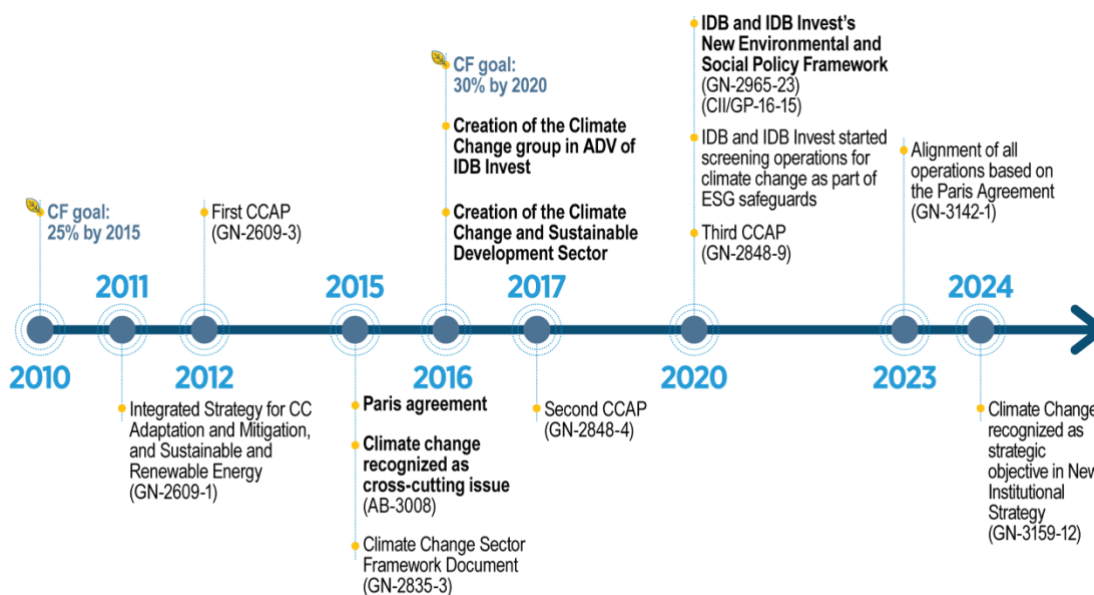 CF goal:
25% by 2015
First CCAP
(GN-2609-3)
CF goal:
30% by 2020
Creation of the Climate
Change group in ADV of
IDB Invest
Creation of the Climate
Change and Sustainable
Development Sector
IDB and IDB Invest's
New Environmental and
Social Policy Framework
(GN-2965-23)
(CII/GP-16-15)
IDB and IDB Invest started
screening operations for
climate change as part of
ESG safeguards
Third CCAP
(GN-2848-9)
Alignment of all
operations based on
the Paris Agreement
(GN-3142-1)
2011
2015
2017
2024
2010
2012
2016
2020
2023
Integrated Strategy for CC
Adaptation and Mitigation,
and Sustainable and
Renewable Energy
(GN-2609-1)
Paris agreement
Climate change
recognized as
cross-cutting issue
(AB-3008)
Climate Change Sector
Framework Document
(GN-2835-3)
Second CCAP
(GN-2848-4)
Climate Change
recognized as
strategic
objective in New
Institutional
Strategy
(GN-3159-12)